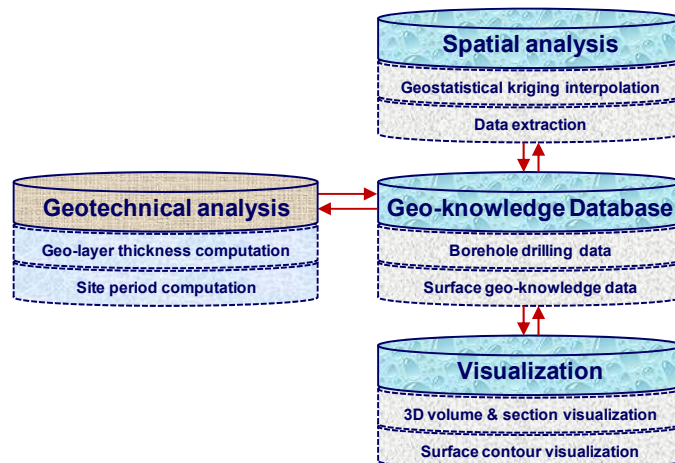 Spatial analysis
Geostatistical kriging interpolation
Data extraction
Geotechnical analysis
Geo-layer thickness computation
Site period computation
Geo-knowledge Database
Borehole drilling data
Surface geo-knowledge data
Visualization
3D volume & section visualization
Surface contour visualization